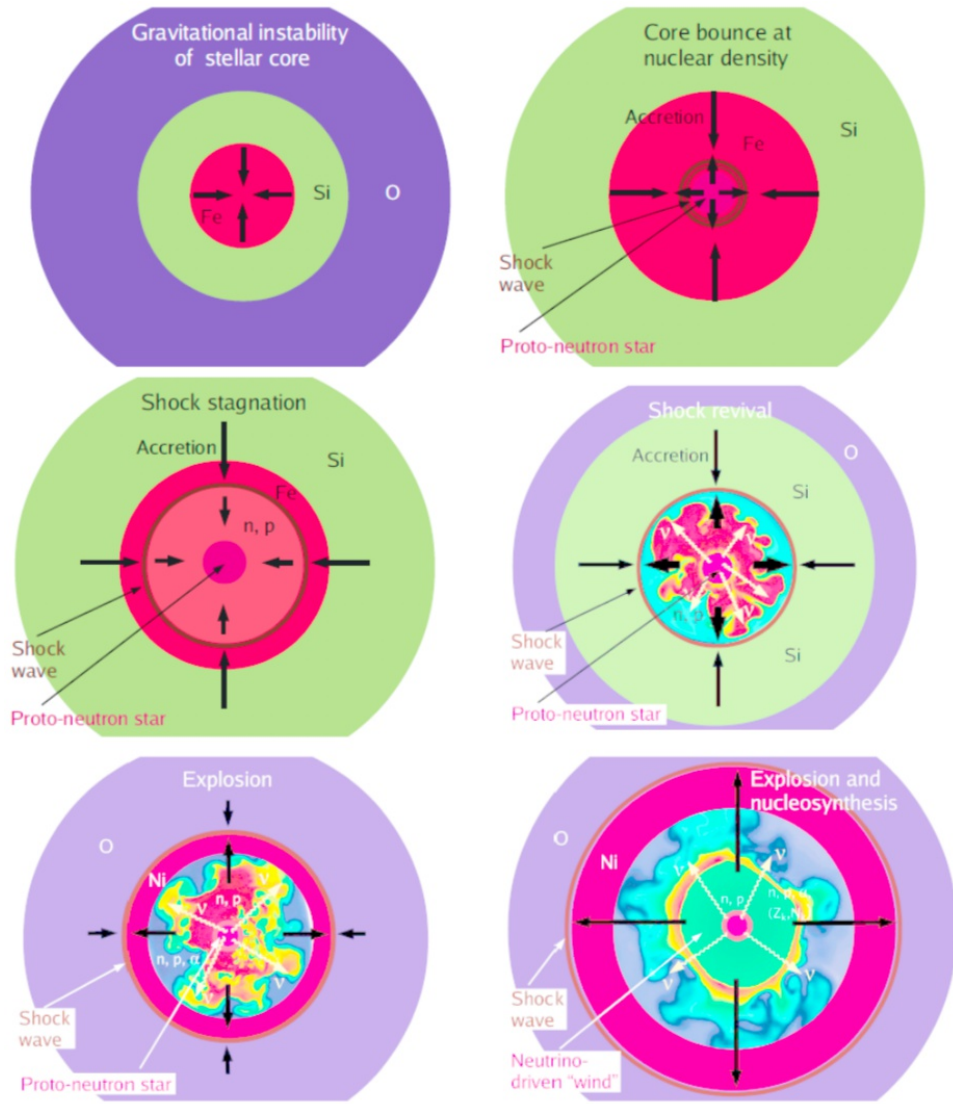 Gravitational instability
of stellar core
Fe
Si
O
Core bounce at
nuclear density
Accretion
Fe
Si
Shock
wave
Proto-neutron star
Shock stagnation
Accretion
Si
Fe
n, p
Shock
wave
Proto-neutron star
Shock revival
O
Accretion
Si
ν
ν
n, p
Si
Shock
wave
Proto-neutron star
Explosion
O
Ni
ν
ν
n, p
n, p, α
ν
Shock
wave
Proto-neutron star
Explosion and
nucleosynthesis
O
Ni
ν
ν
n, p
n, p, α
ν
ν
Shock
wave
Neutrino-
driven “wind”